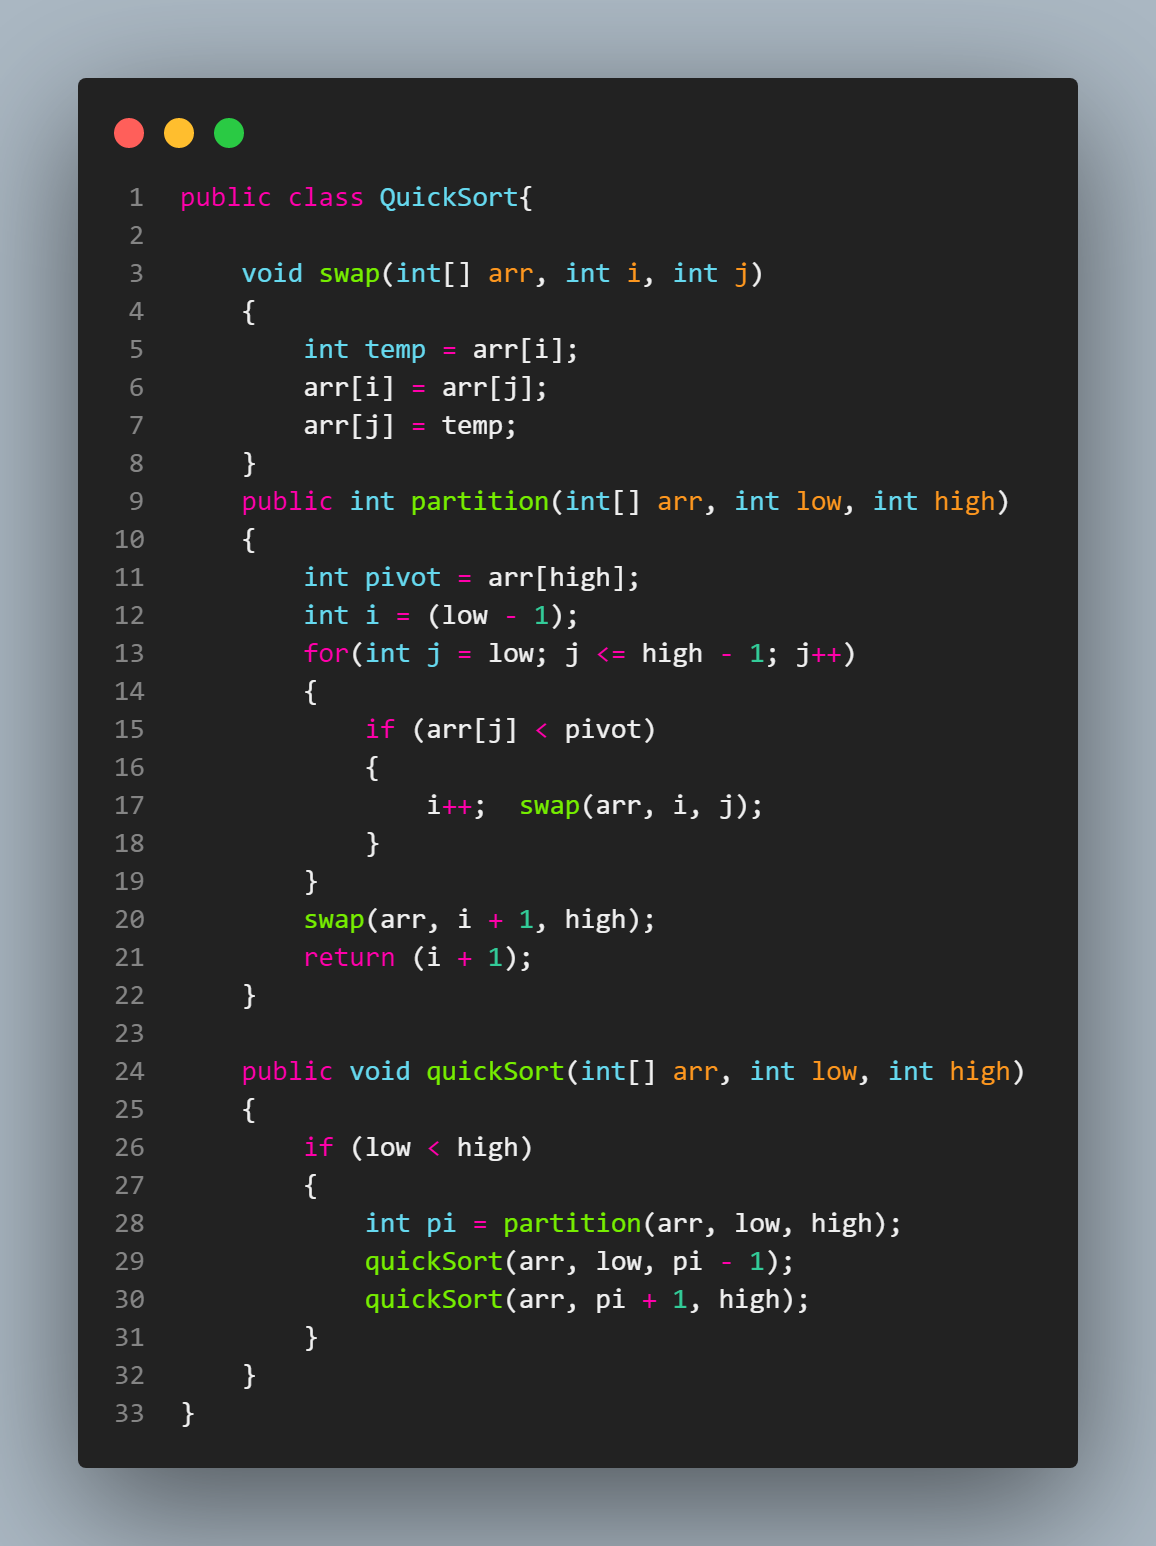 1 public class QuickSort{
2
3     void swap(int[] arr, int i, int j)
4     {
5         int temp = arr[i];
6         arr[i] = arr[j];
7         arr[j] = temp;
8     }
9     public int partition(int[] arr, int low, int high)
10     {
11         int pivot = arr[high];
12         int i = (low - 1);
13         for(int j = low; j <= high - 1; j++)
14         {
15             if (arr[j] < pivot)
16             {
17                 i++;  swap(arr, i, j);
18             }
19         }
20         swap(arr, i + 1, high);
21         return (i + 1);
22     }
23
24     public void quickSort(int[] arr, int low, int high)
25     {
26         if (low < high)
27         {
28             int pi = partition(arr, low, high);
29             quickSort(arr, low, pi - 1);
30             quickSort(arr, pi + 1, high);
31         }
32     }
33 }